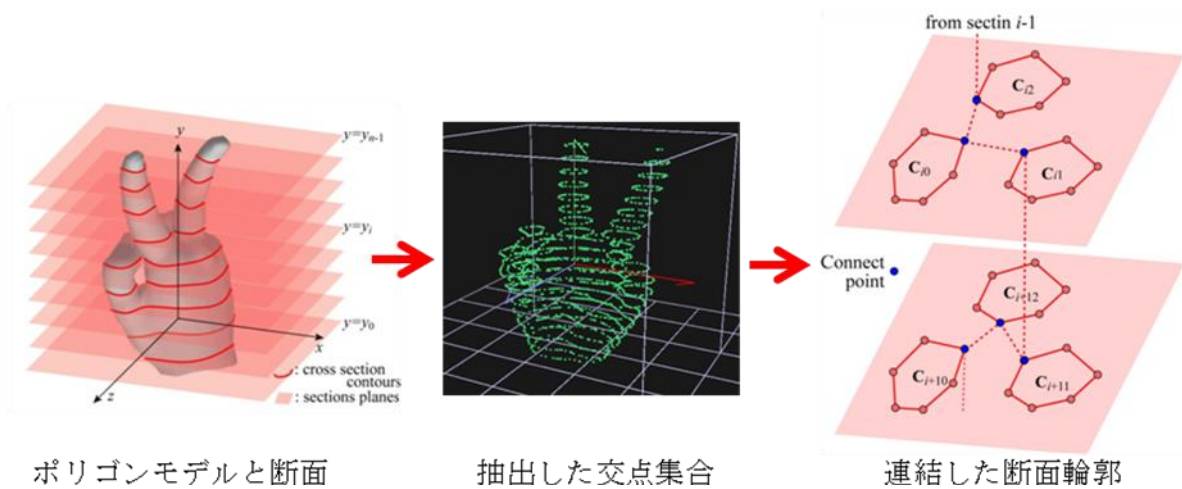 y
y=yn-1
y=yi
y=y0
x
z
: cross section
contours
: sections planes
ポリゴンモデルと断面
抽出した交点集合
from sectin i-1
Ci2
Ci0
Ci1
Connect
point
Ci+12
Ci+10
Ci+11
連結した断面輪郭